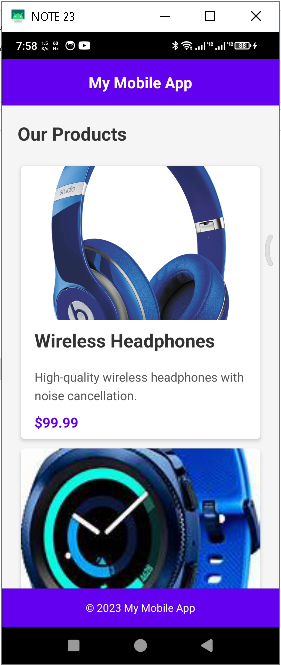 NOTE 23
7:58
My Mobile App
Our Products
studio
b
Wireless Headphones
High-quality wireless headphones with
noise cancellation.
$99.99
© 2023 My Mobile App